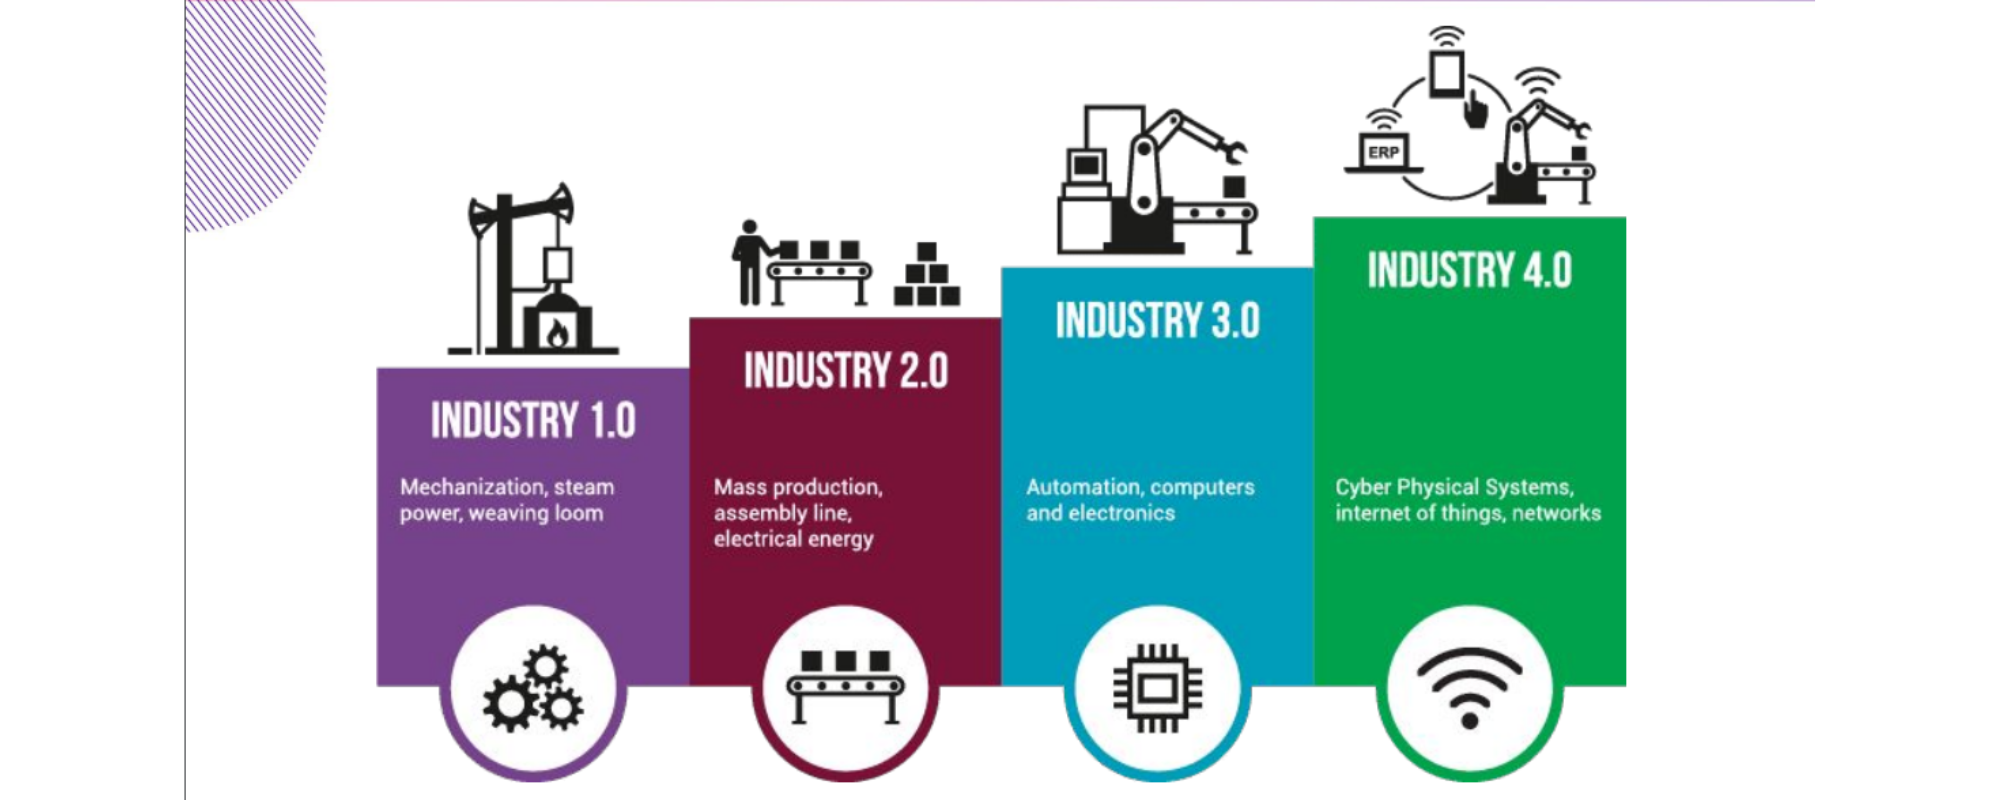 ERP
INDUSTRY 4.0
INDUSTRY 3.0
INDUSTRY 2.0
INDUSTRY 1.0
Mechanization, steam
power, weaving loom
Mass production,
assembly line,
electrical energy
Automation, computers
and electronics
Cyber Physical Systems,
internet of things, networks